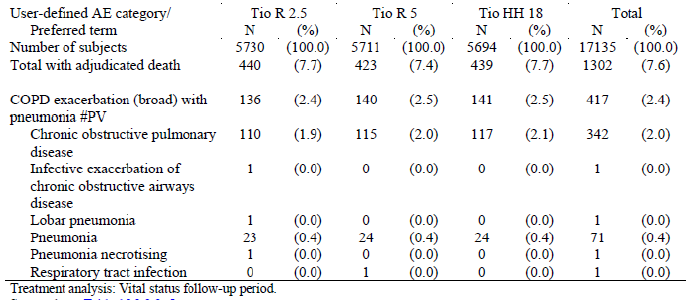 User-defined AE category/ Tio R 2.5 Tio R 5 Tio HH 18 Total
Preferred term N (%) N (%) N (%) N (%)
Number of subjects 5730 (100.0) 5711 (100.0) 5694 (100.0) 17135 (100.0)
Total with adjudicated death 440 (7.7) 423 (7.4) 439 (7.7) 1302 (7.6)
COPD exacerbation (broad) with 136 (2.4) 140 (2.5) 141 (2.5) 417 (2.4)
pneumonia #PV
Chronic obstructive pulmonary 110 (1.9) 115 (2.0) 117 (2.1) 342 (2.0)
disease
Infective exacerbation of 1 (0.0) 0 (0.0) 0 (0.0) 1 (0.0)
chronic obstructive airways
disease
Lobar pneumonia 1 (0.0) 0 (0.0) 0 (0.0) 1 (0.0)
Pneumonia 23 (0.4) 24 (0.4) 24 (0.4) 71 (0.4)
Pneumonia necrotising 1 (0.0) 0 (0.0) 0 (0.0) 1 (0.0)
Respiratory tract infection 0 (0.0) 1 (0.0) 0 (0.0) 1 (0.0)
Treatment analysis: Vital status follow-up period.